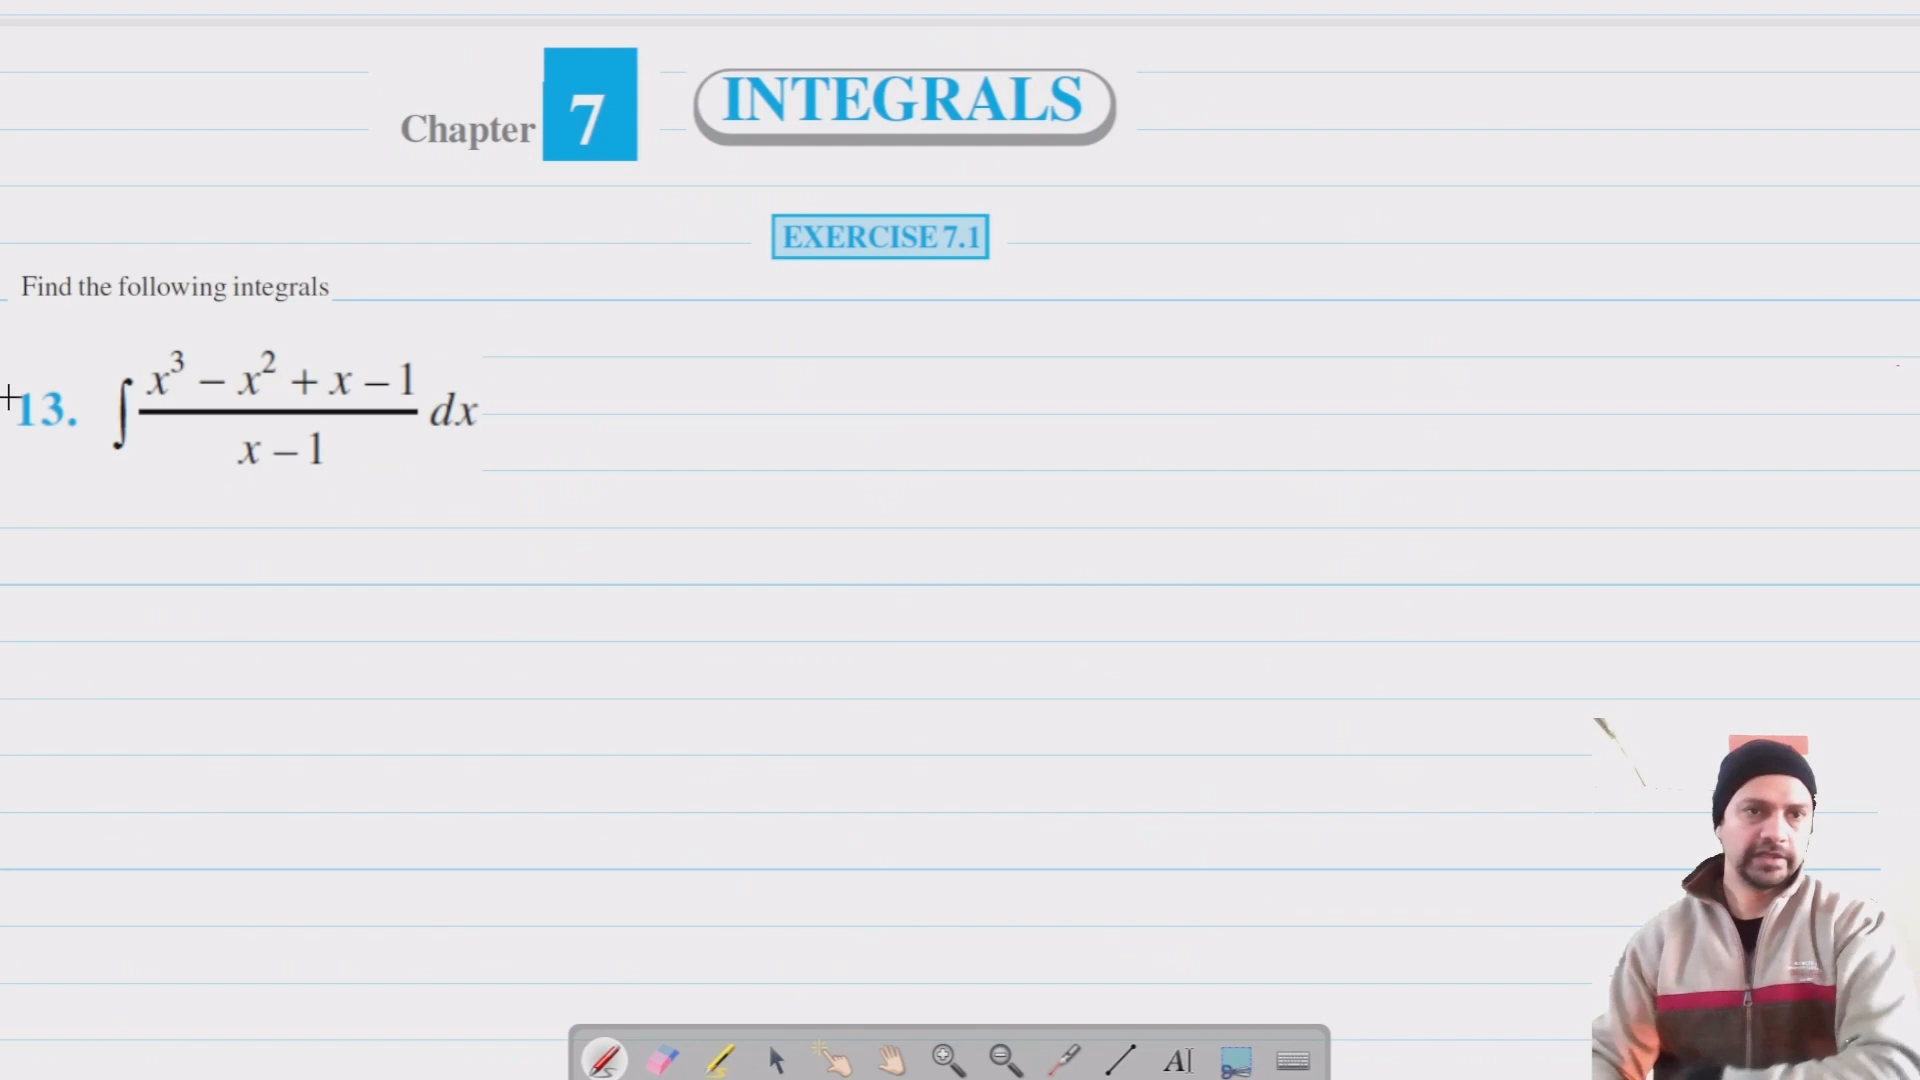 Chapter 7 INTEGRALS
EXERCISE 7.1
Find the following integrals
13. ∫ (x³ – x² + x – 1)/(x – 1) dx